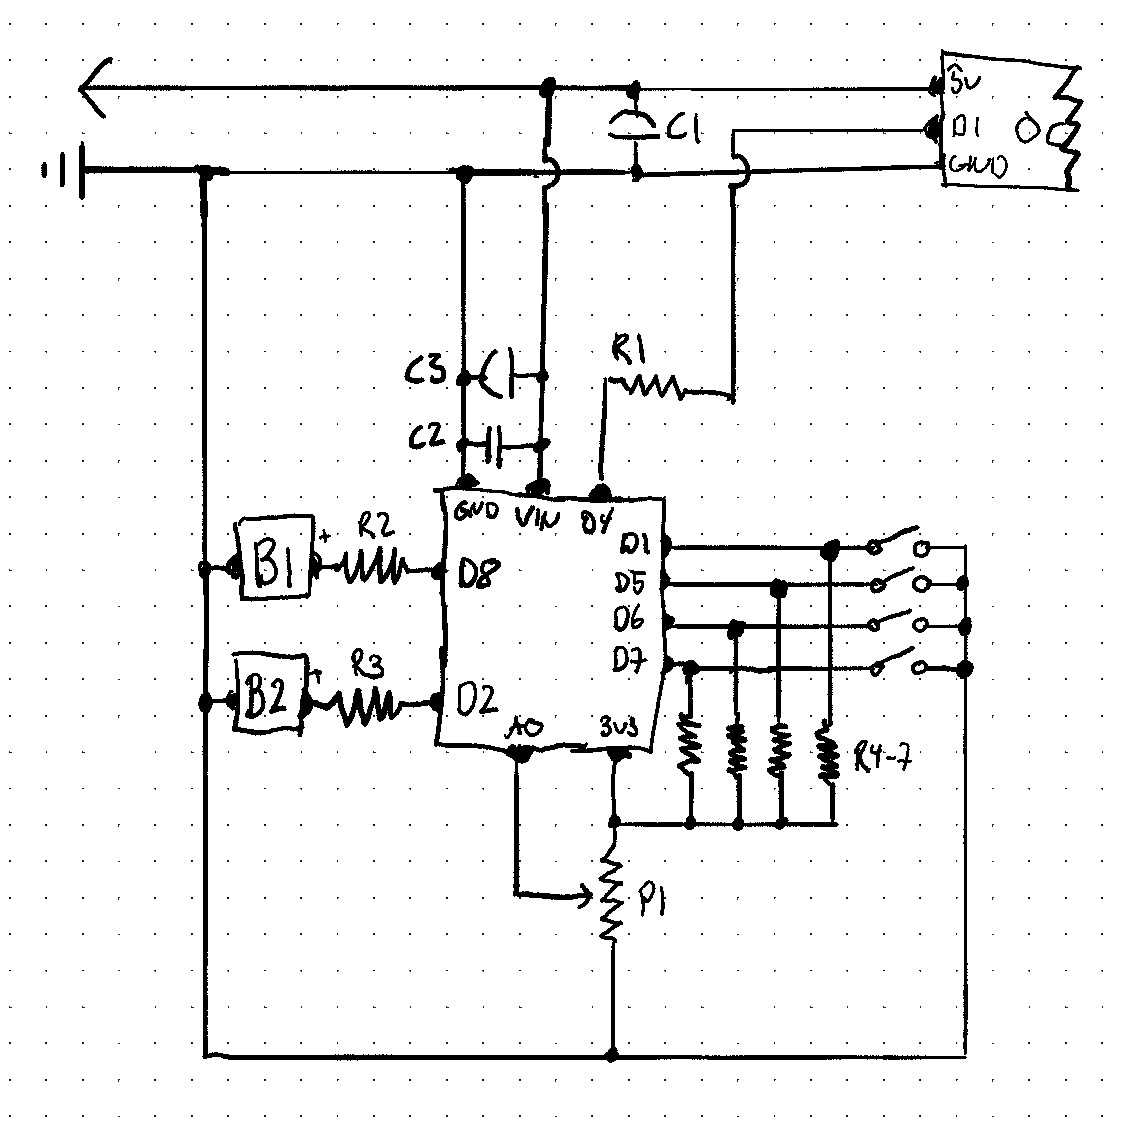 5V
C1
D1
GND
R1
C3
C2
GND VIN D4
B1 + R2 D8
D1
D5
D6
D7
B2 + R3 D2
A0 3V3
R4-7
P1